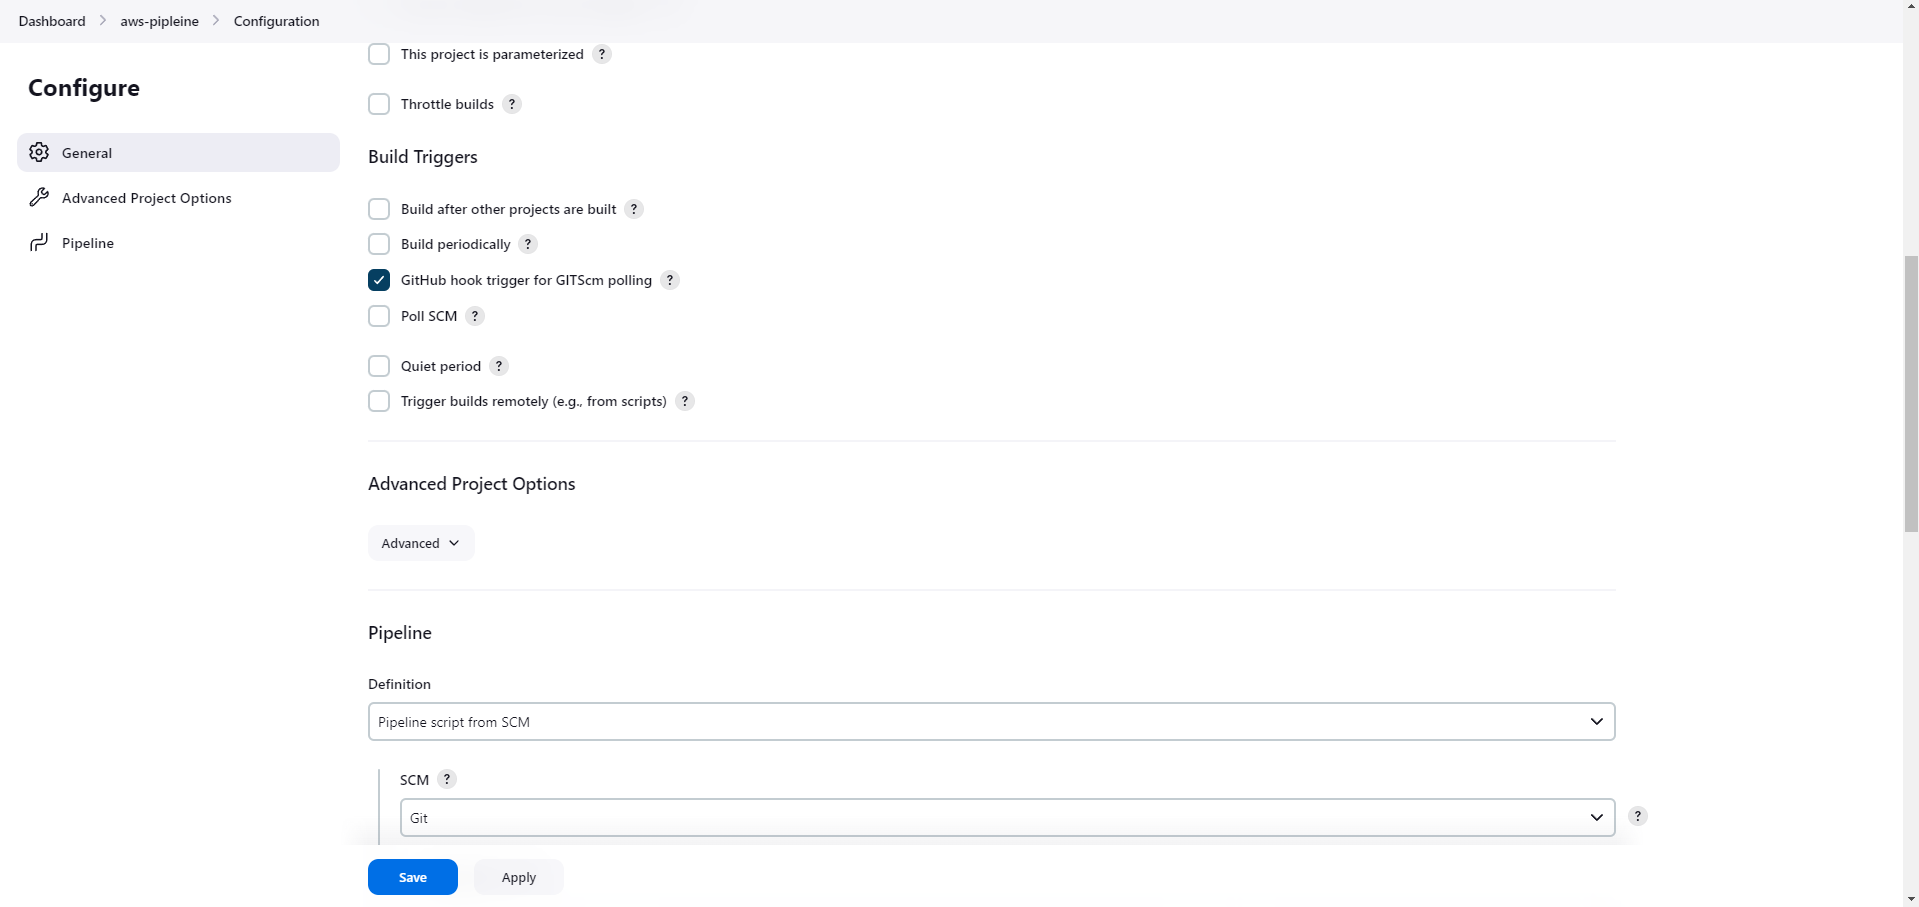 Dashboard > aws-pipleine > Configuration
This project is parameterized ?
Configure
Throttle builds ?
General
Build Triggers
Advanced Project Options
Build after other projects are built ?
Pipeline
Build periodically ?
GitHub hook trigger for GITScm polling ?
Poll SCM ?
Quiet period ?
Trigger builds remotely (e.g., from scripts) ?
Advanced Project Options
Advanced
Pipeline
Definition
Pipeline script from SCM
SCM ?
Git ?
Save Apply